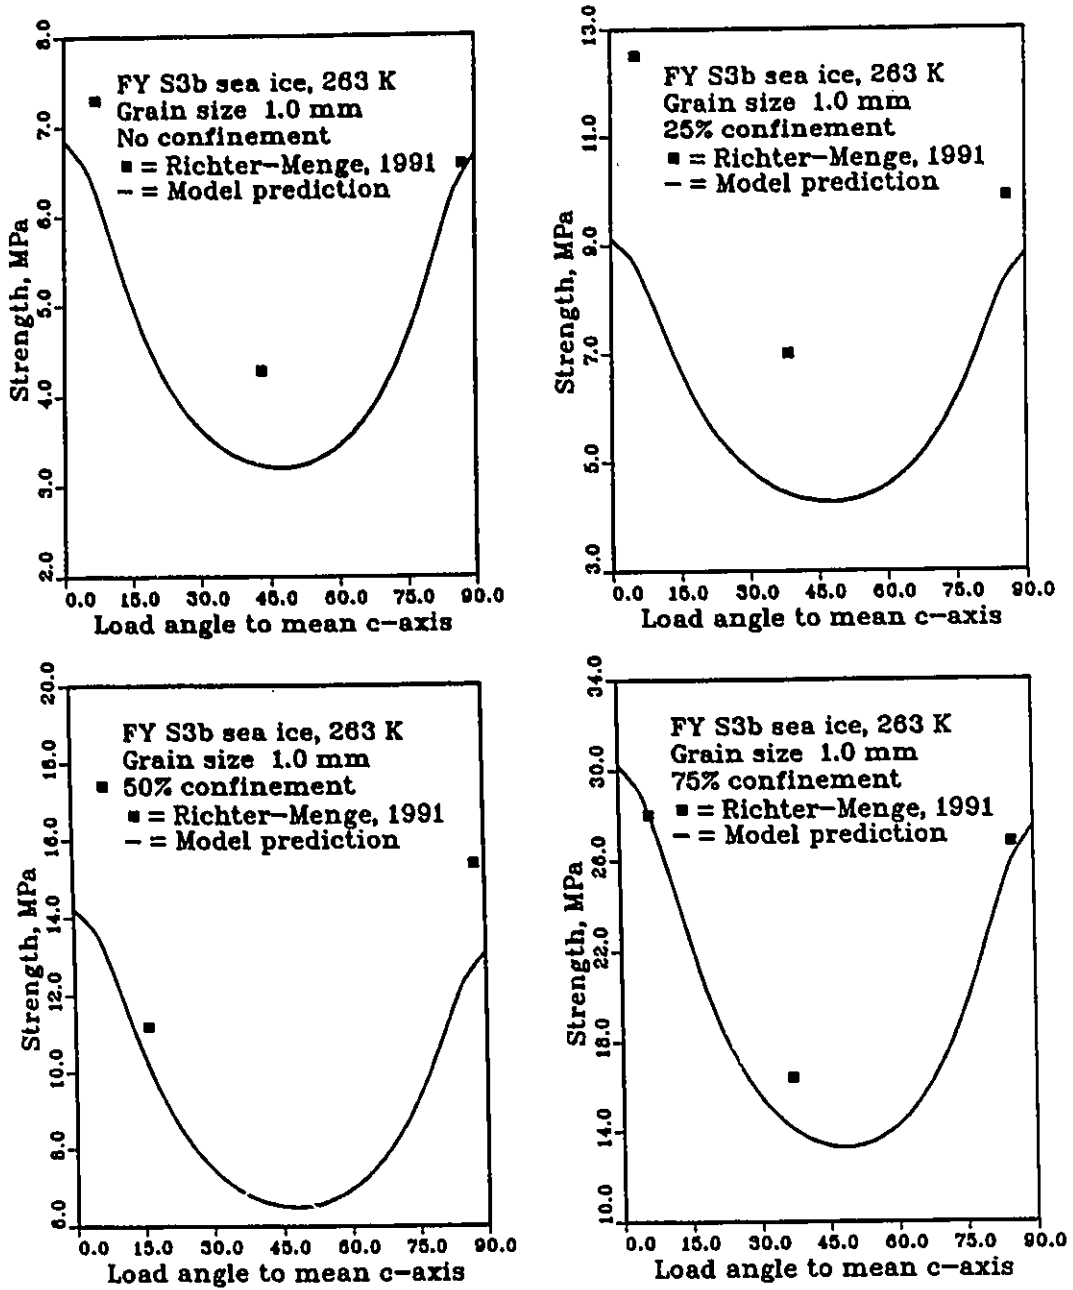 8.0
7.0
6.0
5.0
4.0
3.0
2.0
Strength, MPa
FY S3b sea ice, 263 K
Grain size 1.0 mm
No confinement
■ = Richter-Menge, 1991
— = Model prediction
0.0 15.0 30.0 45.0 60.0 75.0 90.0
Load angle to mean c-axis
13.0
11.0
9.0
7.0
5.0
3.0
Strength, MPa
FY S3b sea ice, 263 K
Grain size 1.0 mm
25% confinement
■ = Richter-Menge, 1991
— = Model prediction
0.0 15.0 30.0 45.0 60.0 75.0 90.0
Load angle to mean c-axis
20.0
18.0
16.0
14.0
12.0
10.0
8.0
6.0
Strength, MPa
FY S3b sea ice, 263 K
Grain size 1.0 mm
50% confinement
■ = Richter-Menge, 1991
— = Model prediction
0.0 15.0 30.0 45.0 60.0 75.0 90.0
Load angle to mean c-axis
34.0
30.0
26.0
22.0
18.0
14.0
10.0
Strength, MPa
FY S3b sea ice, 263 K
Grain size 1.0 mm
75% confinement
■ = Richter-Menge, 1991
— = Model prediction
0.0 15.0 30.0 45.0 60.0 75.0 90.0
Load angle to mean c-axis